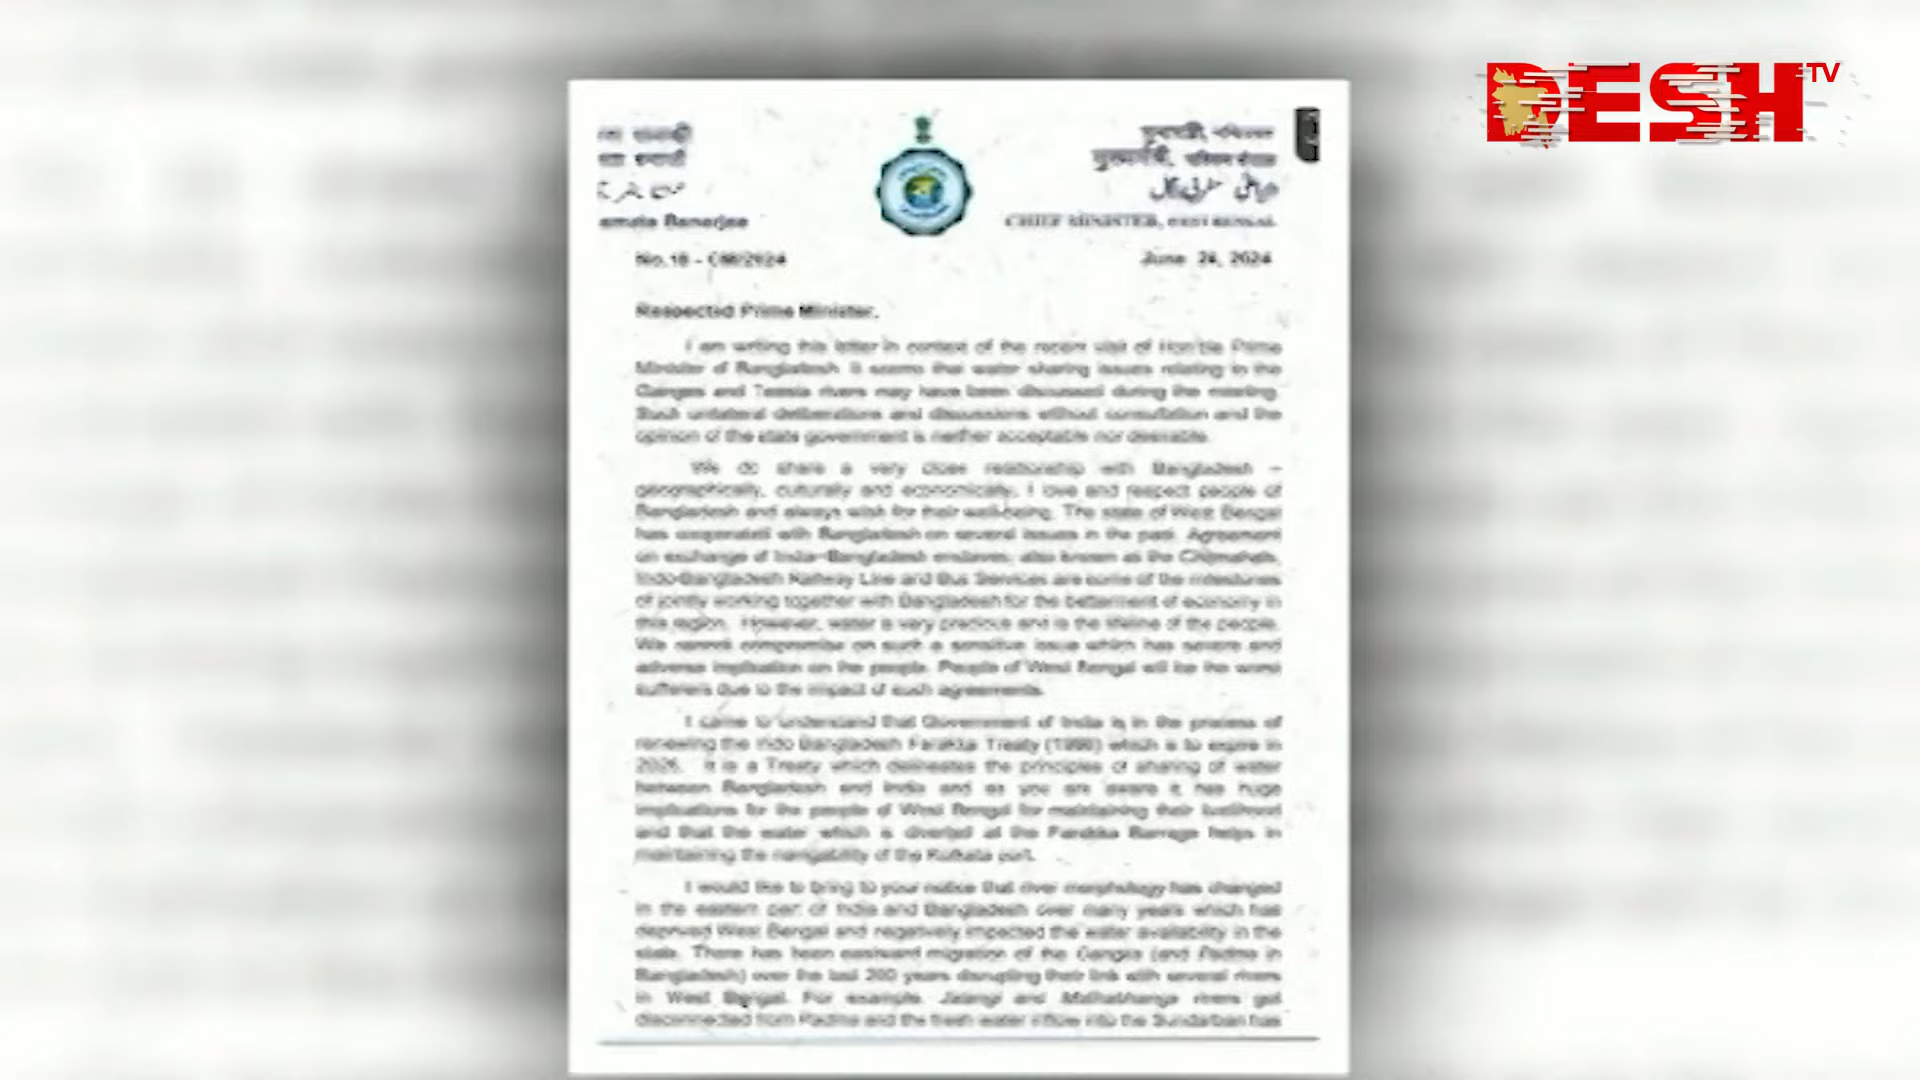 DESH TV
amata Banerjee
CHIEF MINISTER, WEST BENGAL
No.18 - CM/2024
June 24, 2024
Respected Prime Minister,
I am writing this letter in context of the recent visit of Hon'ble Prime
Minister of Bangladesh. It seems that water sharing issues relating to the
Ganges and Teesta rivers may have been discussed during the meeting.
Such unilateral deliberations and discussions without consultation and the
opinion of the state government is neither acceptable nor desirable.
We do share a very close relationship with Bangladesh –
geographically, culturally and economically. I love and respect people of
Bangladesh and always wish for their well-being. The state of West Bengal
has cooperated with Bangladesh on several issues in the past. Agreement
on exchange of India–Bangladesh enclaves, also known as the Chitmahals,
Indo-Bangladesh Railway Line and Bus Services are some of the milestones
of jointly working together with Bangladesh for the betterment of economy in
this region. However, water is very precious and is the lifeline of the people.
We cannot compromise on such a sensitive issue which has severe and
adverse implication on the people. People of West Bengal will be the worst
sufferers due to the impact of such agreements.
I came to understand that Government of India is in the process of
renewing the Indo Bangladesh Farakka Treaty (1996) which is to expire in
2026. It is a Treaty which delineates the principles of sharing of water
between Bangladesh and India and as you are aware it has huge
implications for the people of West Bengal for maintaining their livelihood
and that the water which is diverted at the Farakka Barrage helps in
maintaining the navigability of the Kolkata port.
I would like to bring to your notice that river morphology has changed
in the eastern part of India and Bangladesh over many years which has
deprived West Bengal and negatively impacted the water availability in the
state. There has been eastward migration of the Ganges (and Padma in
Bangladesh) over the last 200 years disrupting their link with several rivers
in West Bengal. For example, Jalangi and Mathabhanga rivers got
disconnected from Padma and the fresh water inflow into the Sundarban has